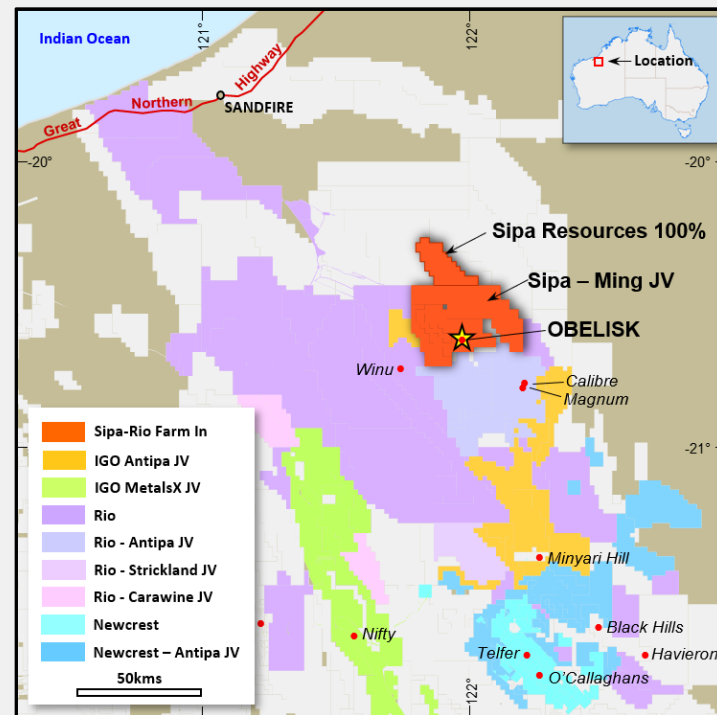 121°
122°
Indian Ocean
Location
Great Northern Highway
SANDFIRE
-20°
-20°
Sipa Resources 100%
Sipa – Ming JV
OBELISK
Winu
Calibre
Magnum
-21°
Sipa-Rio Farm In
IGO Antipa JV
IGO MetalsX JV
Rio
Rio - Antipa JV
Rio - Strickland JV
Rio - Carawine JV
Newcrest
Newcrest – Antipa JV
50kms
Minyari Hill
Nifty
Black Hills
Telfer
Havieron
O'Callaghans
121°
122°